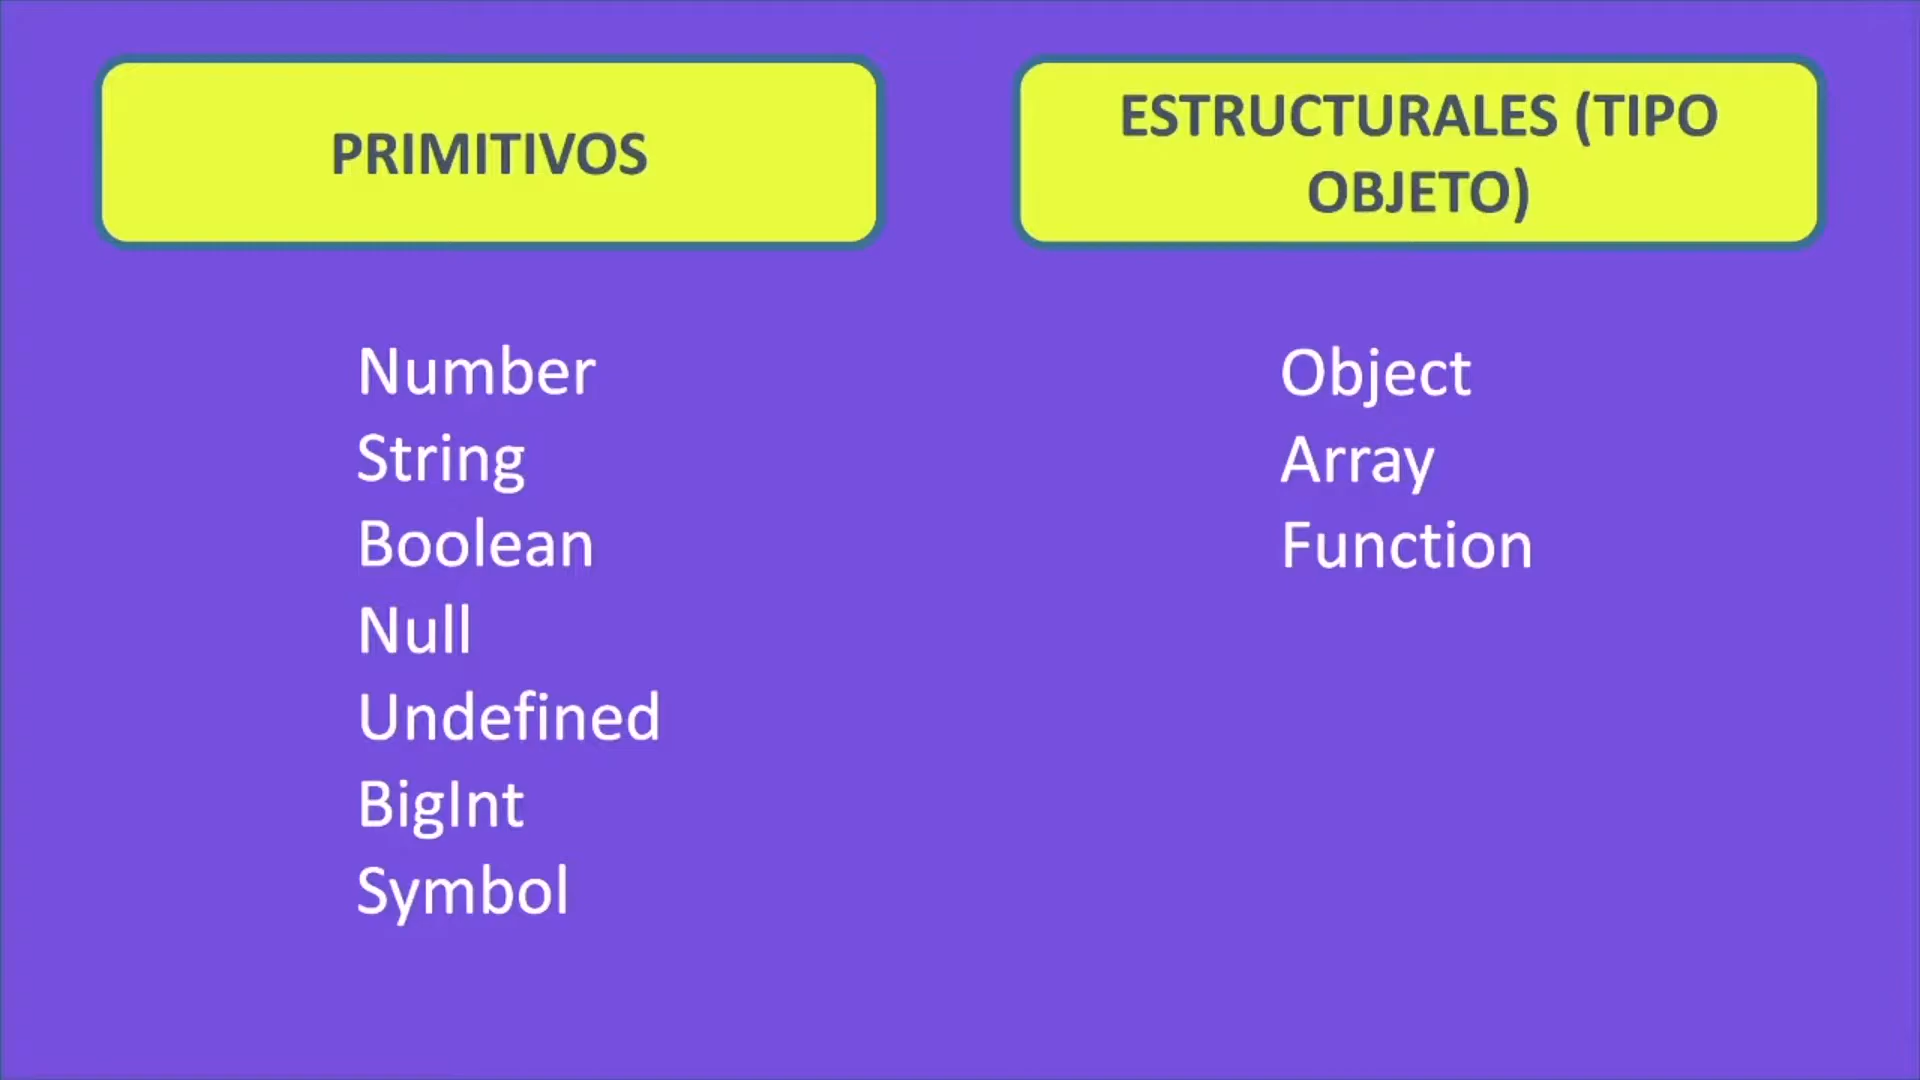 PRIMITIVOS
Number
String
Boolean
Null
Undefined
BigInt
Symbol
ESTRUCTURALES (TIPO
OBJETO)
Object
Array
Function